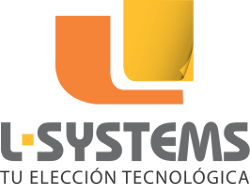 L·SYSTEMS
TU ELECCIÓN TECNOLÓGICA